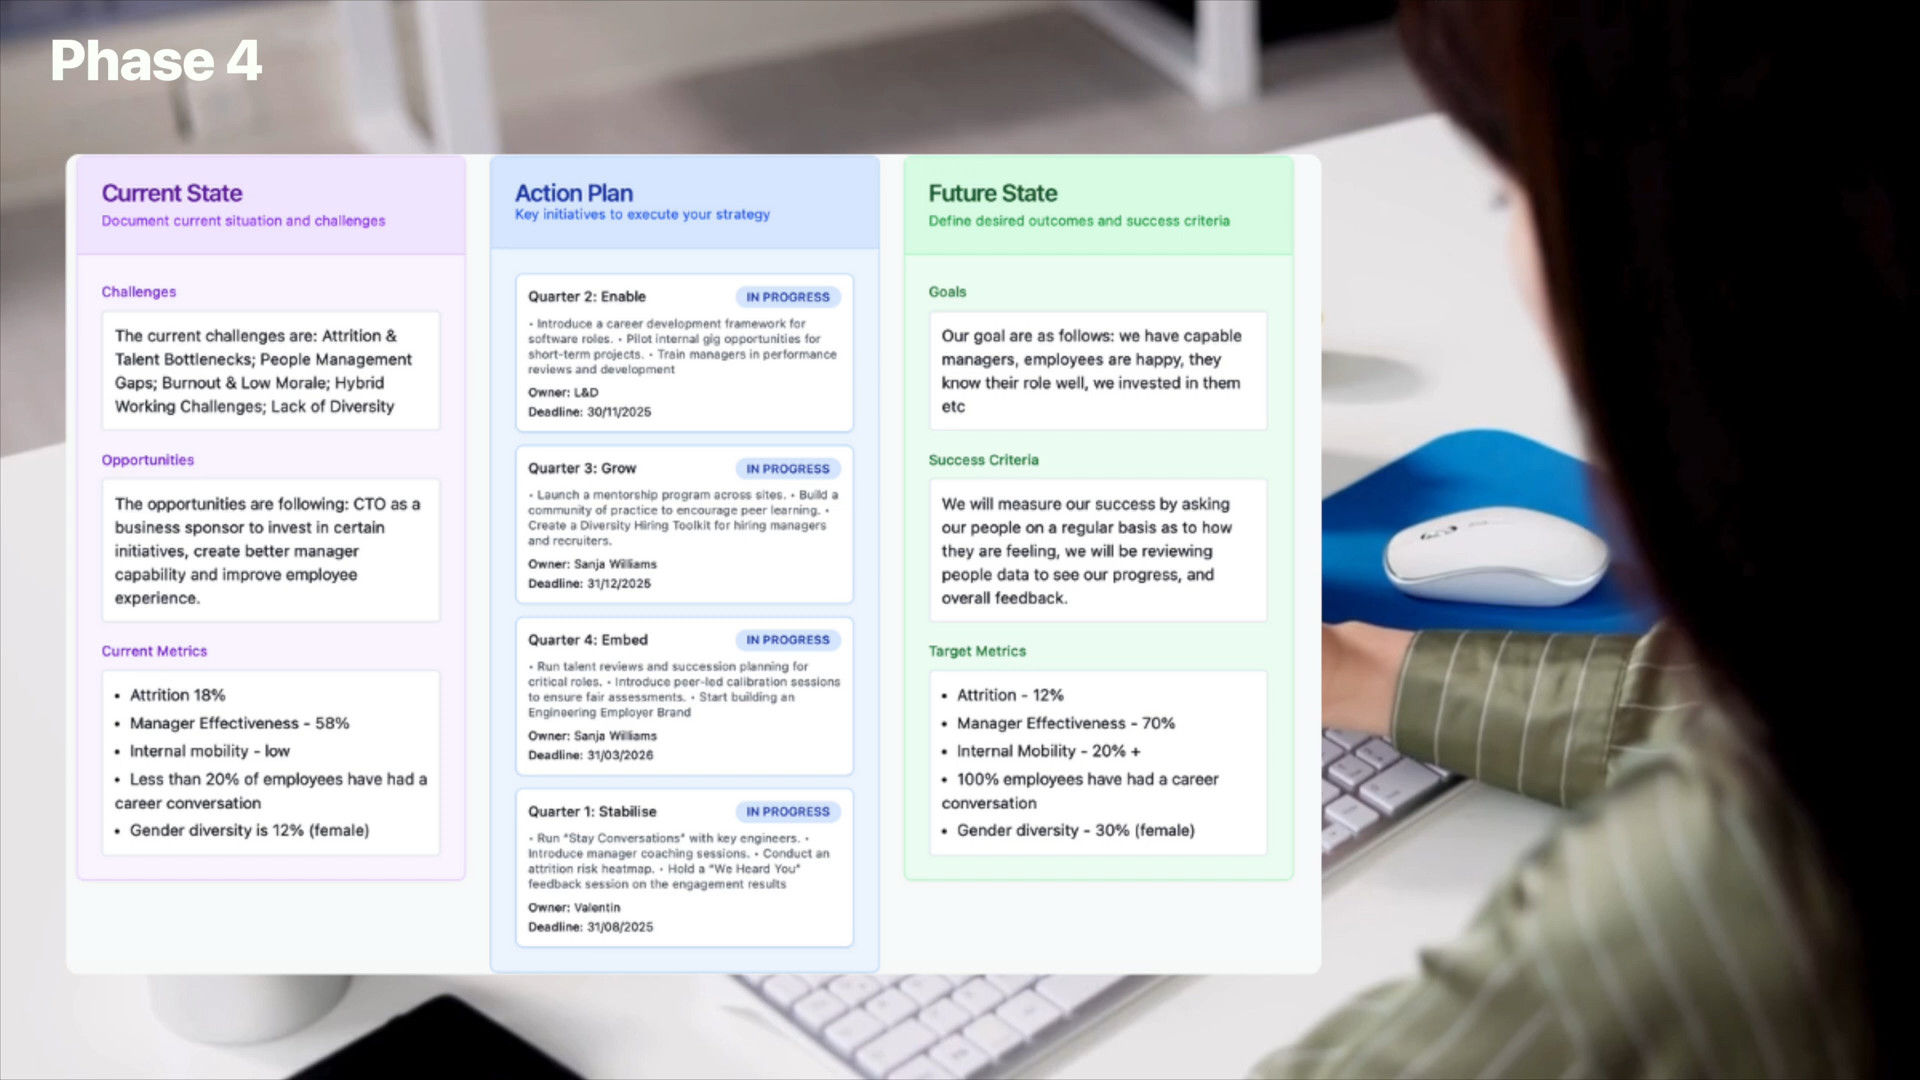 Phase 4
Current State
Document current situation and challenges
Challenges
The current challenges are: Attrition &
Talent Bottlenecks; People Management
Gaps; Burnout & Low Morale; Hybrid
Working Challenges; Lack of Diversity
Opportunities
The opportunities are following: CTO as a
business sponsor to invest in certain
initiatives, create better manager
capability and improve employee
experience.
Current Metrics
• Attrition 18%
• Manager Effectiveness - 58%
• Internal mobility - low
• Less than 20% of employees have had a
career conversation
• Gender diversity is 12% (female)
Action Plan
Key initiatives to execute your strategy
Quarter 2: Enable
IN PROGRESS
• Introduce a career development framework for
software roles. • Pilot internal gig opportunities for
short-term projects. • Train managers in performance
reviews and development
Owner: L&D
Deadline: 30/11/2025
Quarter 3: Grow
IN PROGRESS
• Launch a mentorship program across sites. • Build a
community of practice to encourage peer learning. •
Create a Diversity Hiring Toolkit for hiring managers
and recruiters.
Owner: Sanja Williams
Deadline: 31/12/2025
Quarter 4: Embed
IN PROGRESS
• Run talent reviews and succession planning for
critical roles. • Introduce peer-led calibration sessions
to ensure fair assessments. • Start building an
Engineering Employer Brand
Owner: Sanja Williams
Deadline: 31/03/2026
Quarter 1: Stabilise
IN PROGRESS
• Run "Stay Conversations" with key engineers. •
Introduce manager coaching sessions. • Conduct an
attrition risk heatmap. • Hold a "We Heard You"
feedback session on the engagement results
Owner: Valentin
Deadline: 31/08/2025
Future State
Define desired outcomes and success criteria
Goals
Our goal are as follows: we have capable
managers, employees are happy, they
know their role well, we invested in them
etc
Success Criteria
We will measure our success by asking
our people on a regular basis as to how
they are feeling, we will be reviewing
people data to see our progress, and
overall feedback.
Target Metrics
• Attrition - 12%
• Manager Effectiveness - 70%
• Internal Mobility - 20% +
• 100% employees have had a career
conversation
• Gender diversity - 30% (female)